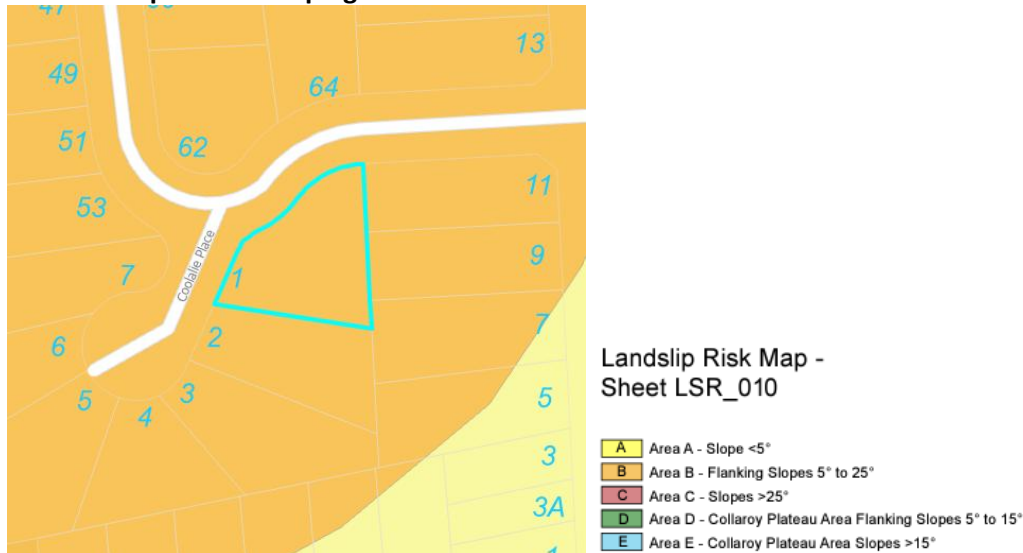 47
13
49
64
51
62
11
53
Coolalie Place
9
7
1
7
2
6
Landslip Risk Map -
Sheet LSR_010
5
3
5
4
A Area A - Slope <5°
3
B Area B - Flanking Slopes 5° to 25°
C Area C - Slopes >25°
3A
D Area D - Collaroy Plateau Area Flanking Slopes 5° to 15°
E Area E - Collaroy Plateau Area Slopes >15°